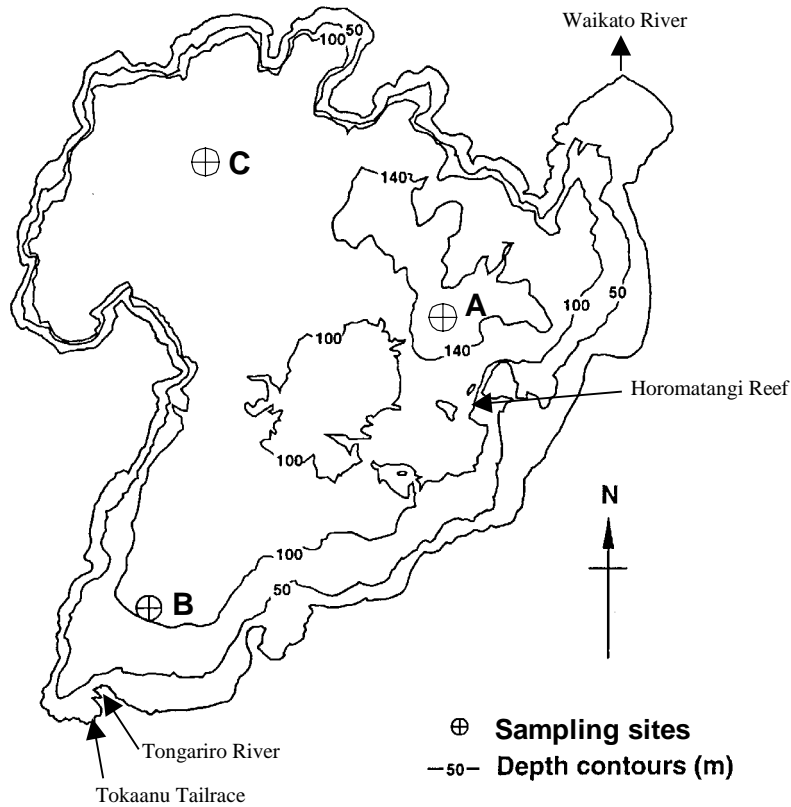 Waikato River
50
100
C
140
A
100
50
100
140
Horomatangi Reef
100
N
100
50
B
Sampling sites
Tongariro River
—50— Depth contours (m)
Tokaanu Tailrace